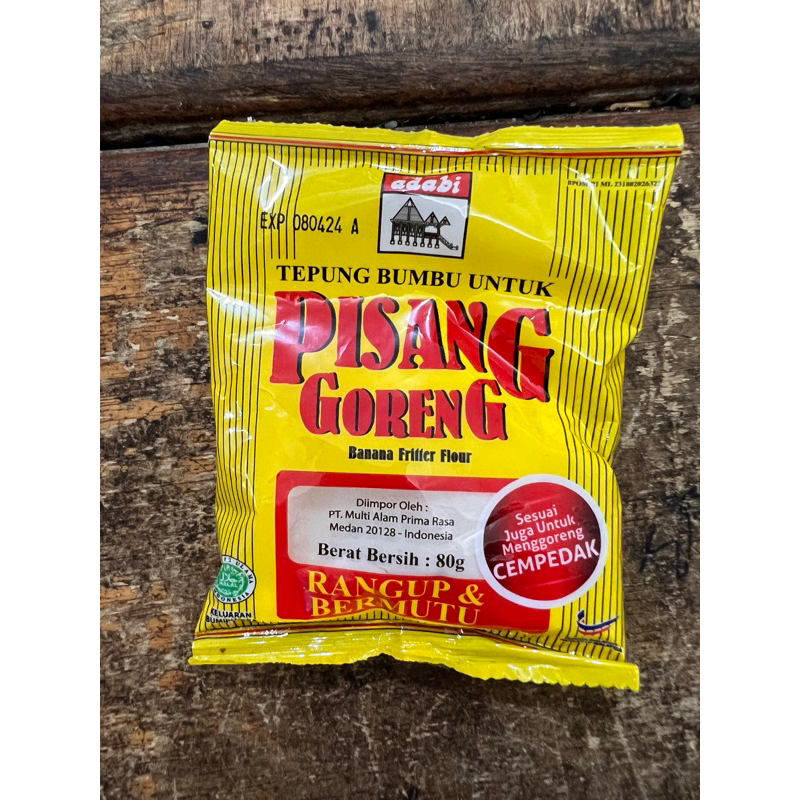 adabi
EXP 080424 A
TEPUNG BUMBU UNTUK
PISANG
GORENG
Banana Fritter Flour
Diimpor Oleh :
PT. Multi Alam Prima Rasa
Medan 20128 - Indonesia
Berat Bersih : 80g
Sesuai
Juga Untuk
Menggoreng
CEMPEDAK
RANGUP &
BERMUTU
KELUARAN